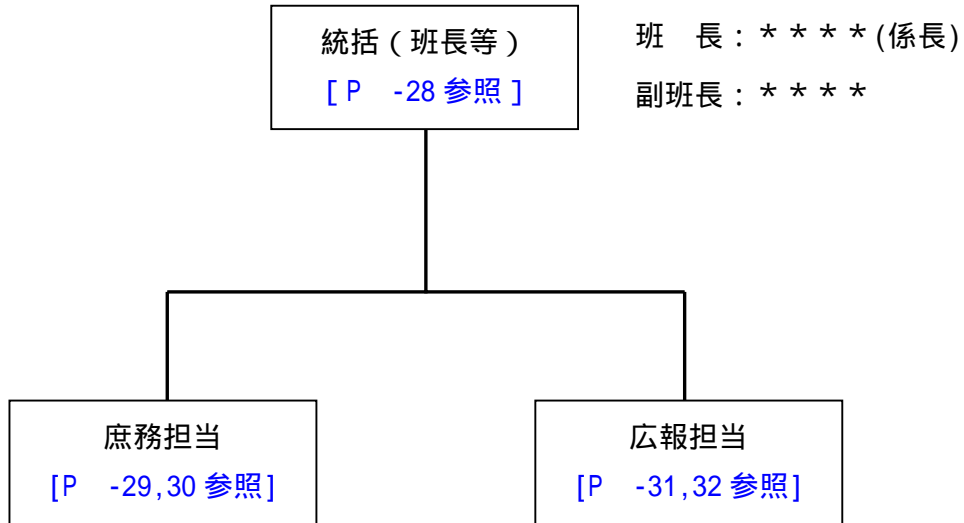 統括（班長等）
[P　-28 参照]
班　長：＊＊＊＊(係長)
副班長：＊＊＊＊
庶務担当
[P　-29,30 参照]
広報担当
[P　-31,32 参照]